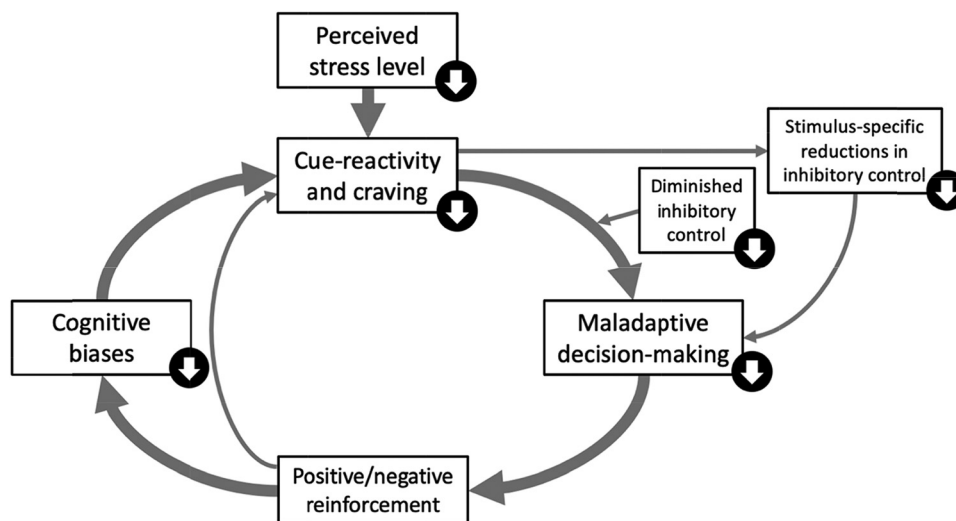 Perceived
stress level
Cue-reactivity
and craving
Stimulus-specific
reductions in
inhibitory control
Diminished
inhibitory
control
Cognitive
biases
Maladaptive
decision-making
Positive/negative
reinforcement